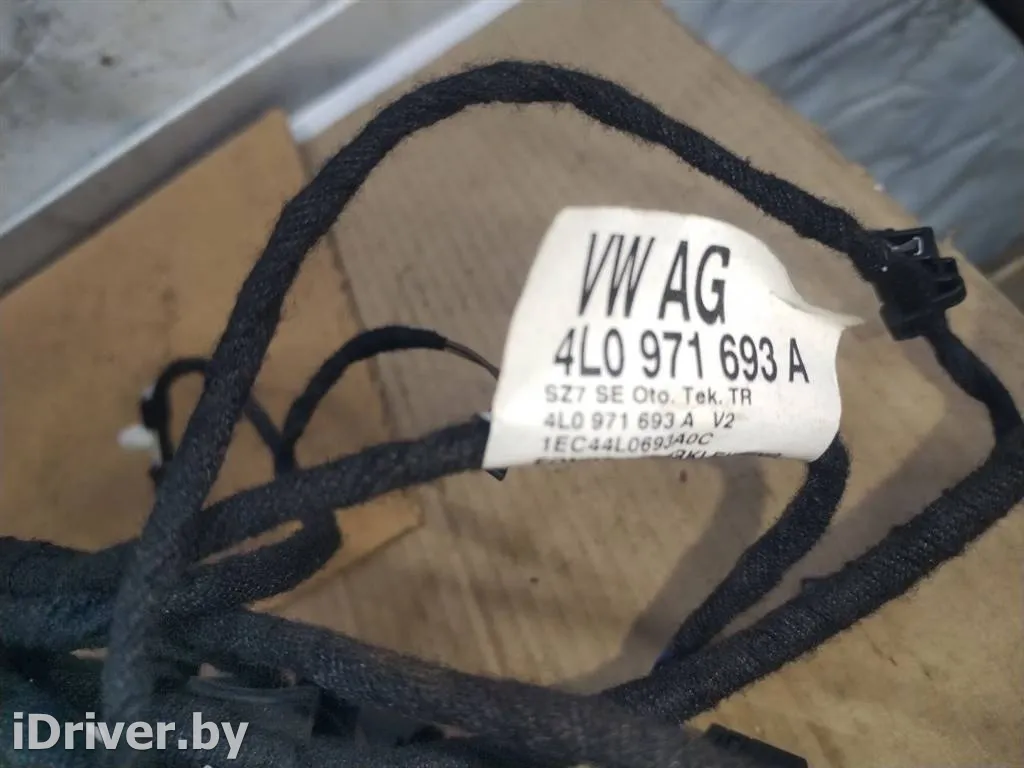 VW AG
4L0 971 693 A
SZ7 SE Oto. Tek. TR
4L0 971 693 A V2
1EC44L0693A0C
iDriver.by